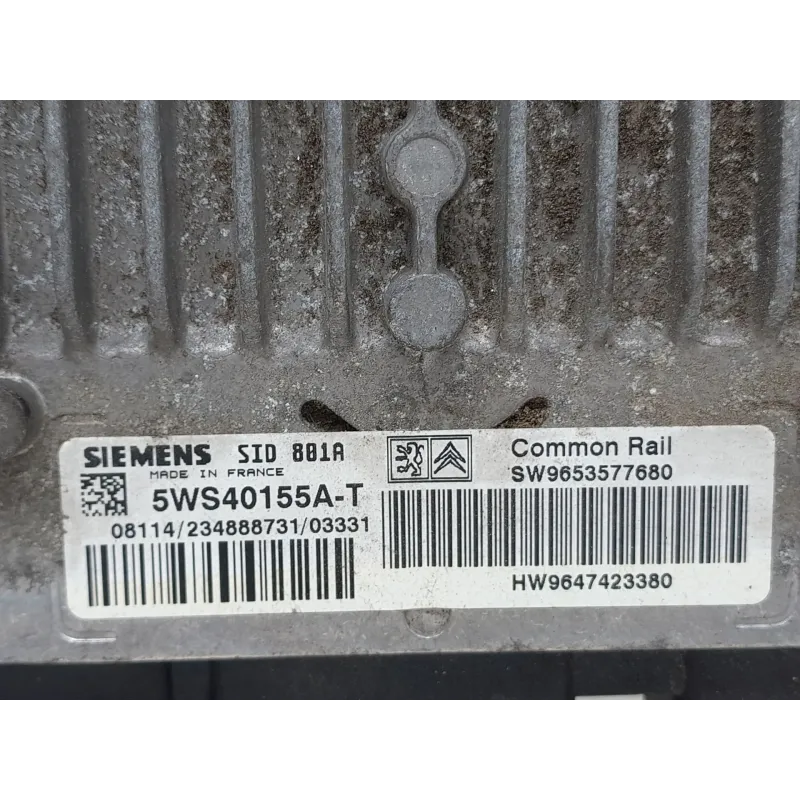 SIEMENS SID 801A
MADE IN FRANCE
5WS40155A-T
08114/234888731/03331
Common Rail
SW9653577680
HW9647423380